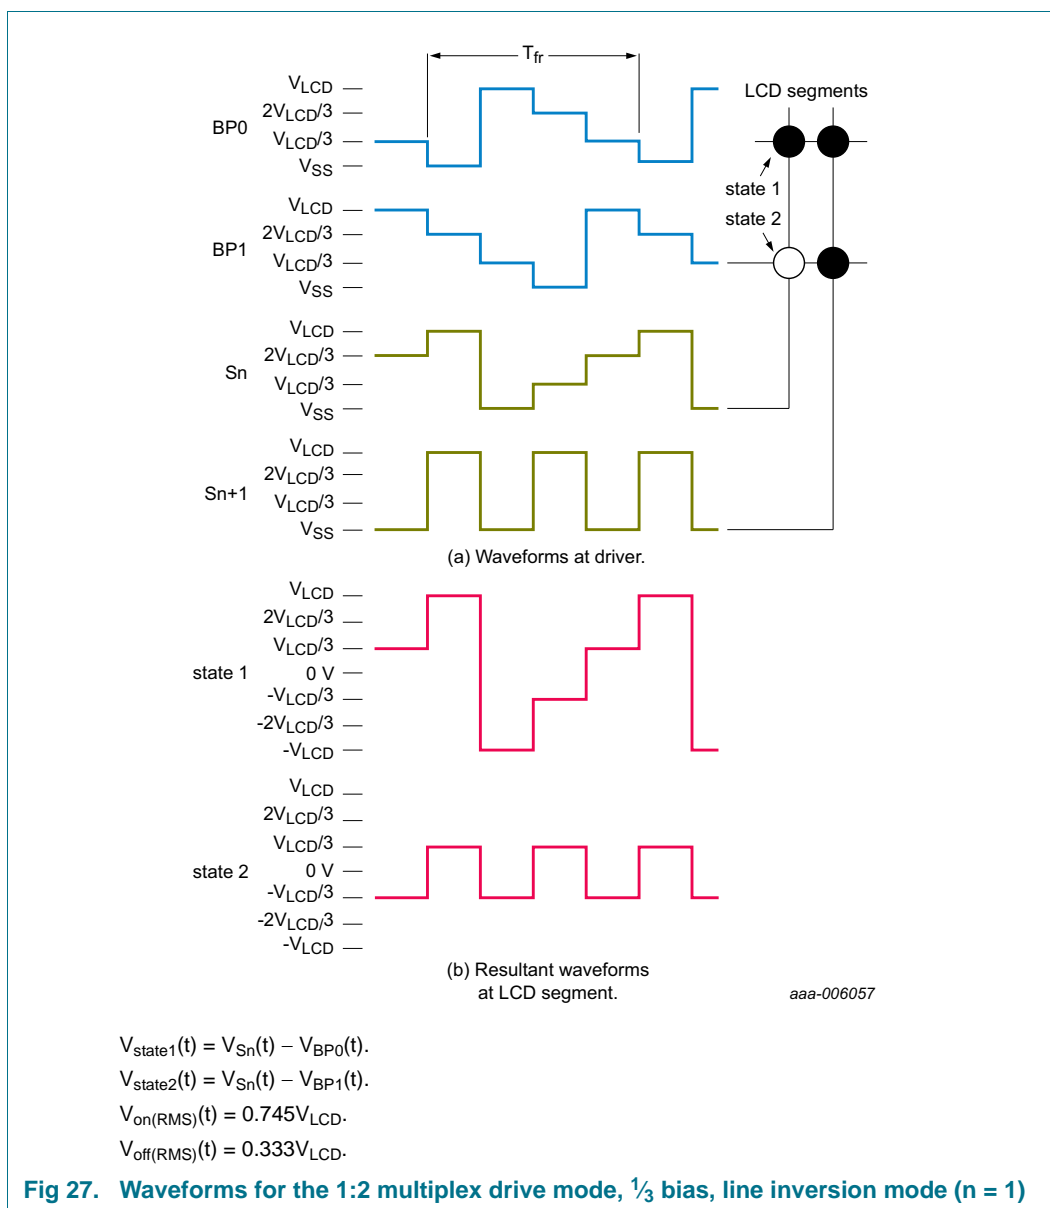 T_fr
BP0
V_LCD
2V_LCD/3
V_LCD/3
V_SS
LCD segments
state 1
state 2
BP1
V_LCD
2V_LCD/3
V_LCD/3
V_SS
Sn
V_LCD
2V_LCD/3
V_LCD/3
V_SS
Sn+1
V_LCD
2V_LCD/3
V_LCD/3
V_SS
(a) Waveforms at driver.
state 1
V_LCD
2V_LCD/3
V_LCD/3
0 V
-V_LCD/3
-2V_LCD/3
-V_LCD
state 2
V_LCD
2V_LCD/3
V_LCD/3
0 V
-V_LCD/3
-2V_LCD/3
-V_LCD
(b) Resultant waveforms
at LCD segment.
aaa-006057
V_state1(t) = V_Sn(t) − V_BP0(t).
V_state2(t) = V_Sn(t) − V_BP1(t).
V_on(RMS)(t) = 0.745V_LCD.
V_off(RMS)(t) = 0.333V_LCD.
Fig 27. Waveforms for the 1:2 multiplex drive mode, 1⁄3 bias, line inversion mode (n = 1)